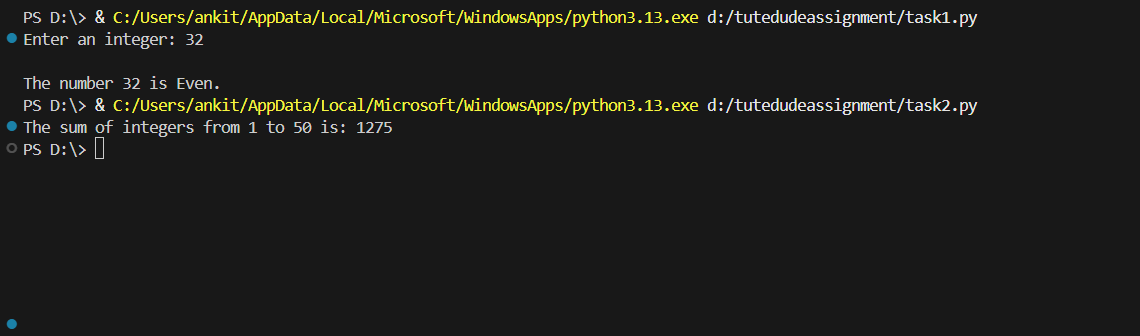 PS D:\> & C:/Users/ankit/AppData/Local/Microsoft/WindowsApps/python3.13.exe d:/tutedudeassignment/task1.py
Enter an integer: 32
The number 32 is Even.
PS D:\> & C:/Users/ankit/AppData/Local/Microsoft/WindowsApps/python3.13.exe d:/tutedudeassignment/task2.py
The sum of integers from 1 to 50 is: 1275
PS D:\>